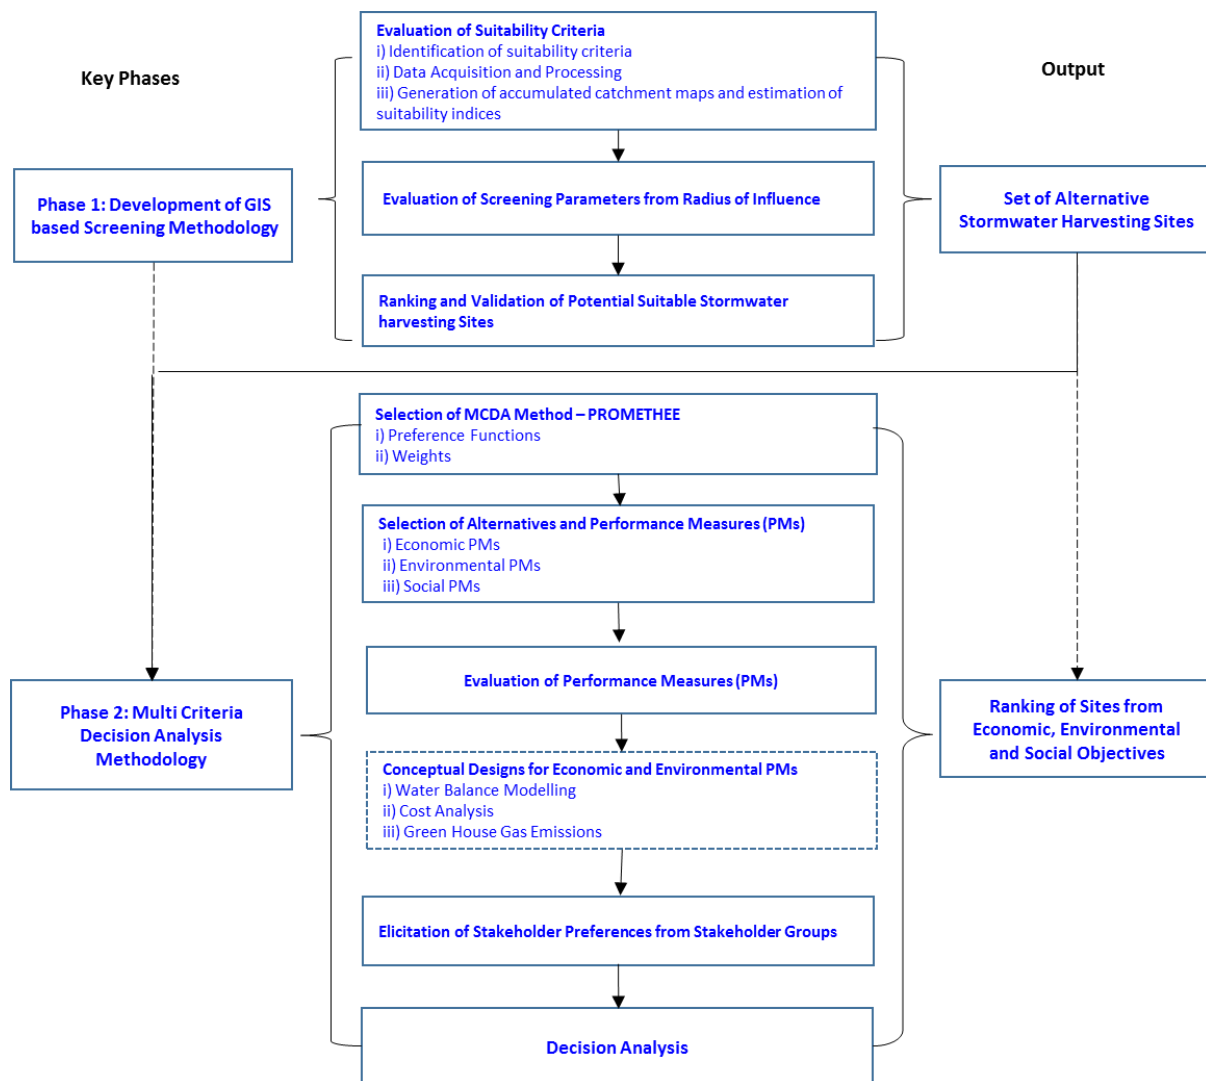 Key Phases
Output
Evaluation of Suitability Criteria
i) Identification of suitability criteria
ii) Data Acquisition and Processing
iii) Generation of accumulated catchment maps and estimation of
suitability indices
Phase 1: Development of GIS
based Screening Methodology
Evaluation of Screening Parameters from Radius of Influence
Set of Alternative
Stormwater Harvesting Sites
Ranking and Validation of Potential Suitable Stormwater
harvesting Sites
Selection of MCDA Method – PROMETHEE
i) Preference Functions
ii) Weights
Selection of Alternatives and Performance Measures (PMs)
i) Economic PMs
ii) Environmental PMs
iii) Social PMs
Evaluation of Performance Measures (PMs)
Phase 2: Multi Criteria
Decision Analysis
Methodology
Ranking of Sites from
Economic, Environmental
and Social Objectives
Conceptual Designs for Economic and Environmental PMs
i) Water Balance Modelling
ii) Cost Analysis
iii) Green House Gas Emissions
Elicitation of Stakeholder Preferences from Stakeholder Groups
Decision Analysis